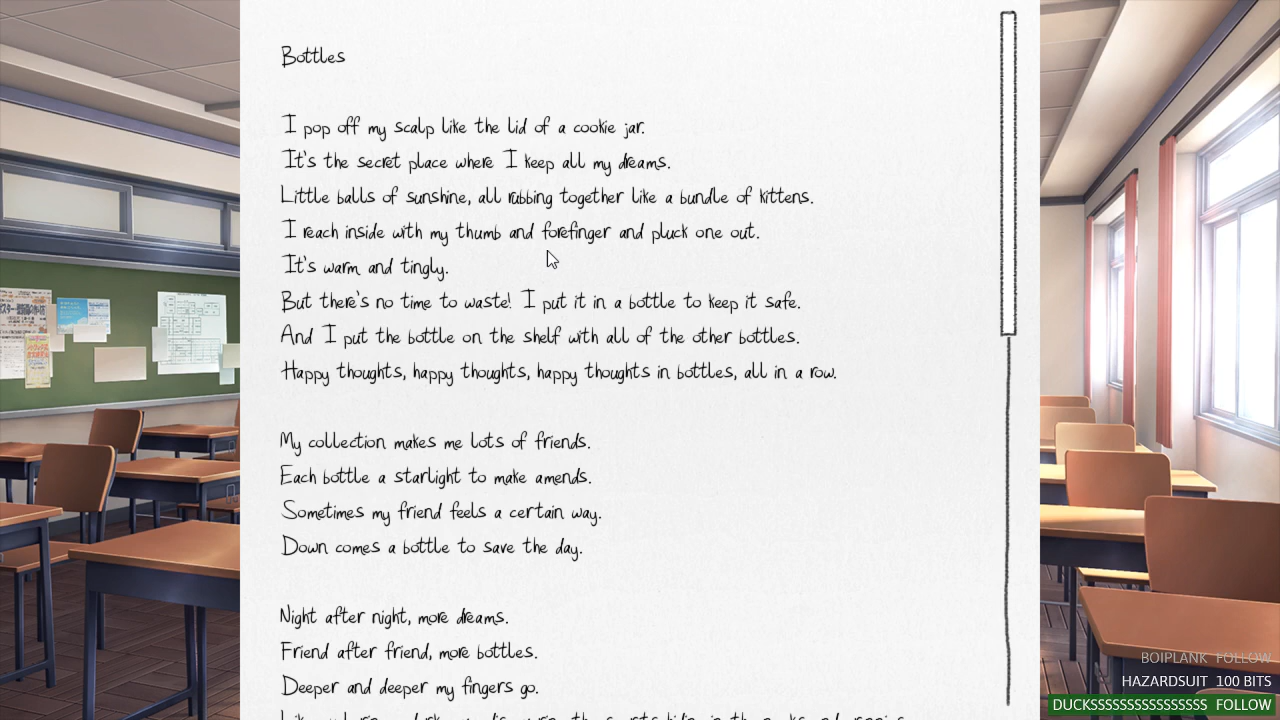 Bottles
I pop off my scalp like the lid of a cookie jar.
It's the secret place where I keep all my dreams.
Little balls of sunshine, all rubbing together like a bundle of kittens.
I reach inside with my thumb and forefinger and pluck one out.
It's warm and tingly.
But there's no time to waste! I put it in a bottle to keep it safe.
And I put the bottle on the shelf with all of the other bottles.
Happy thoughts, happy thoughts, happy thoughts in bottles, all in a row.
My collection makes me lots of friends.
Each bottle a starlight to make amends.
Sometimes my friend feels a certain way.
Down comes a bottle to save the day.
Night after night, more dreams.
Friend after friend, more bottles.
Deeper and deeper my fingers go.
BOIPLANK FOLLOW
HAZARDSUIT 100 BITS
DUCKSSSSSSSSSSSSSSSS FOLLOW